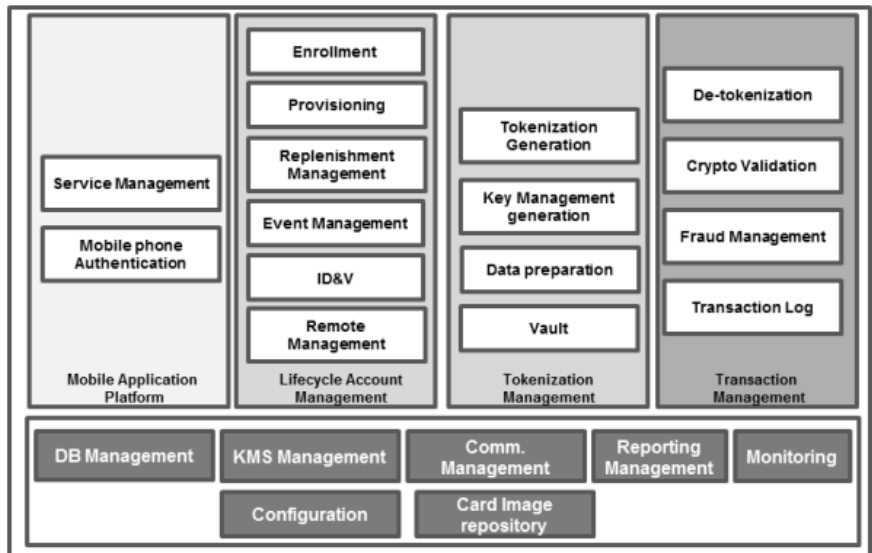 Service Management
Mobile phone
Authentication
Mobile Application
Platform
Enrollment
Provisioning
Replenishment
Management
Event Management
ID&V
Remote
Management
Lifecycle Account
Management
Tokenization
Generation
Key Management
generation
Data preparation
Vault
Tokenization
Management
De-tokenization
Crypto Validation
Fraud Management
Transaction Log
Transaction
Management
DB Management
KMS Management
Comm.
Management
Reporting
Management
Monitoring
Configuration
Card Image
repository